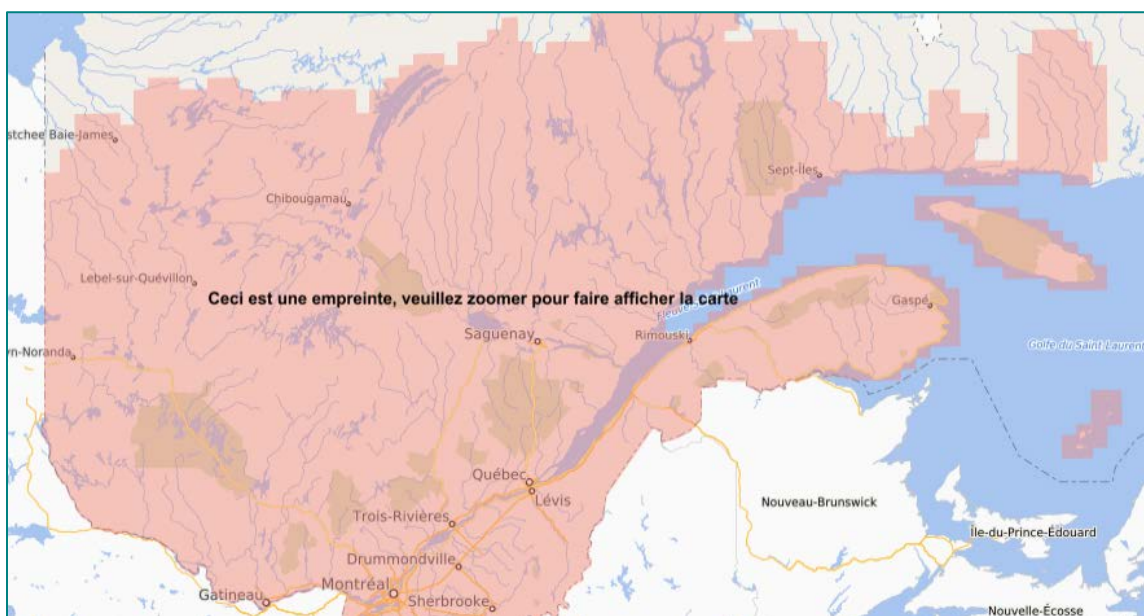 stchee Baie-James
Sept-Îles
Chibougamau
Lebel-sur-Quévillon
Ceci est une empreinte, veuillez zoomer pour faire afficher la carte
Fleuve Saint-Laurent
Gaspé
Saguenay
Rimouski
Golfe du Saint-Laurent
yn-Noranda
Québec
Lévis
Nouveau-Brunswick
Trois-Rivières
Île-du-Prince-Édouard
Drummondville
Montréal
Gatineau
Sherbrooke
Nouvelle-Écosse